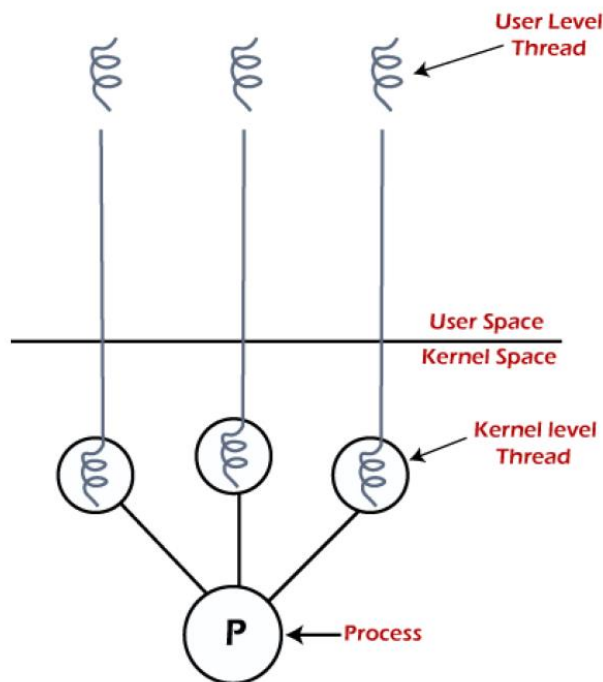 User Level
Thread
User Space
Kernel Space
Kernel level
Thread
P
Process